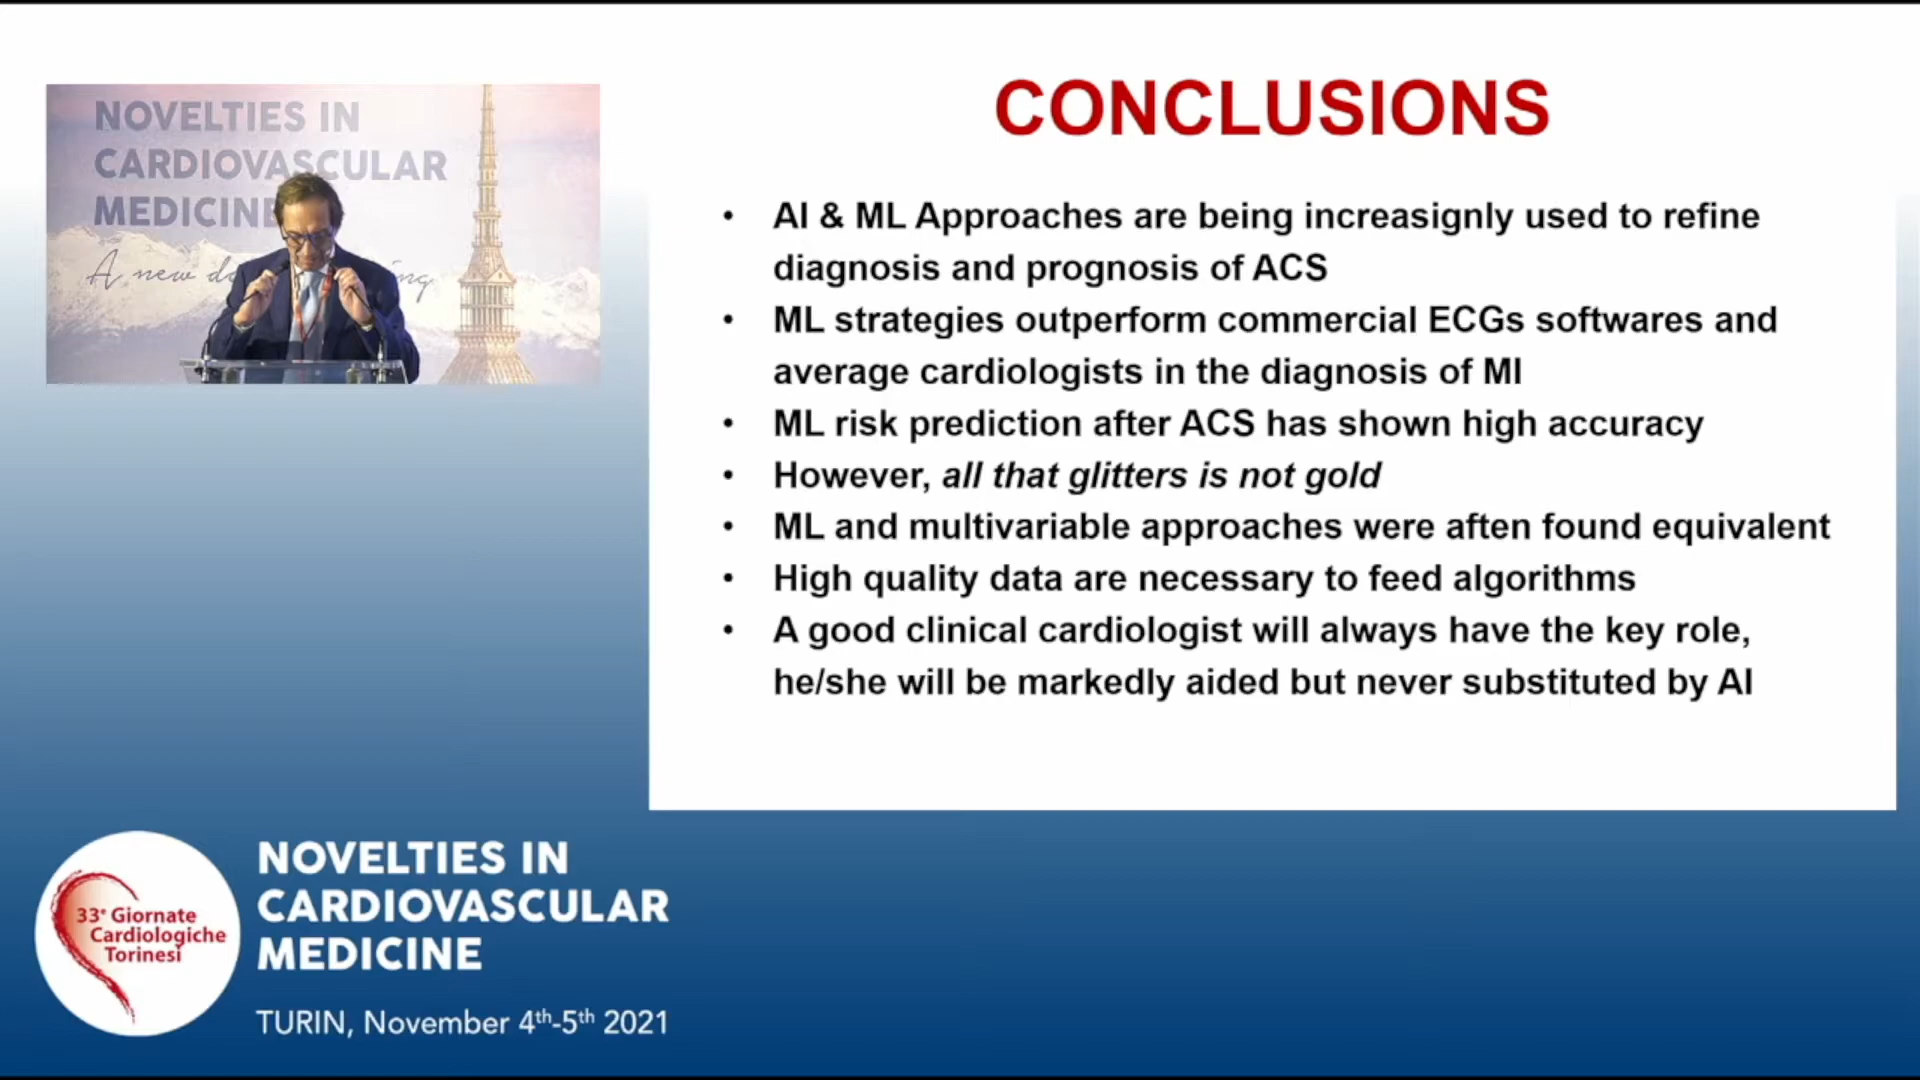 NOVELTIES IN
CARDIOVASCULAR
MEDICINE
A new d
ng
CONCLUSIONS
• AI & ML Approaches are being increasignly used to refine
diagnosis and prognosis of ACS
• ML strategies outperform commercial ECGs softwares and
average cardiologists in the diagnosis of MI
• ML risk prediction after ACS has shown high accuracy
• However, all that glitters is not gold
• ML and multivariable approaches were aften found equivalent
• High quality data are necessary to feed algorithms
• A good clinical cardiologist will always have the key role,
he/she will be markedly aided but never substituted by AI
33° Giornate
Cardiologiche
Torinesi
NOVELTIES IN
CARDIOVASCULAR
MEDICINE
TURIN, November 4th-5th 2021